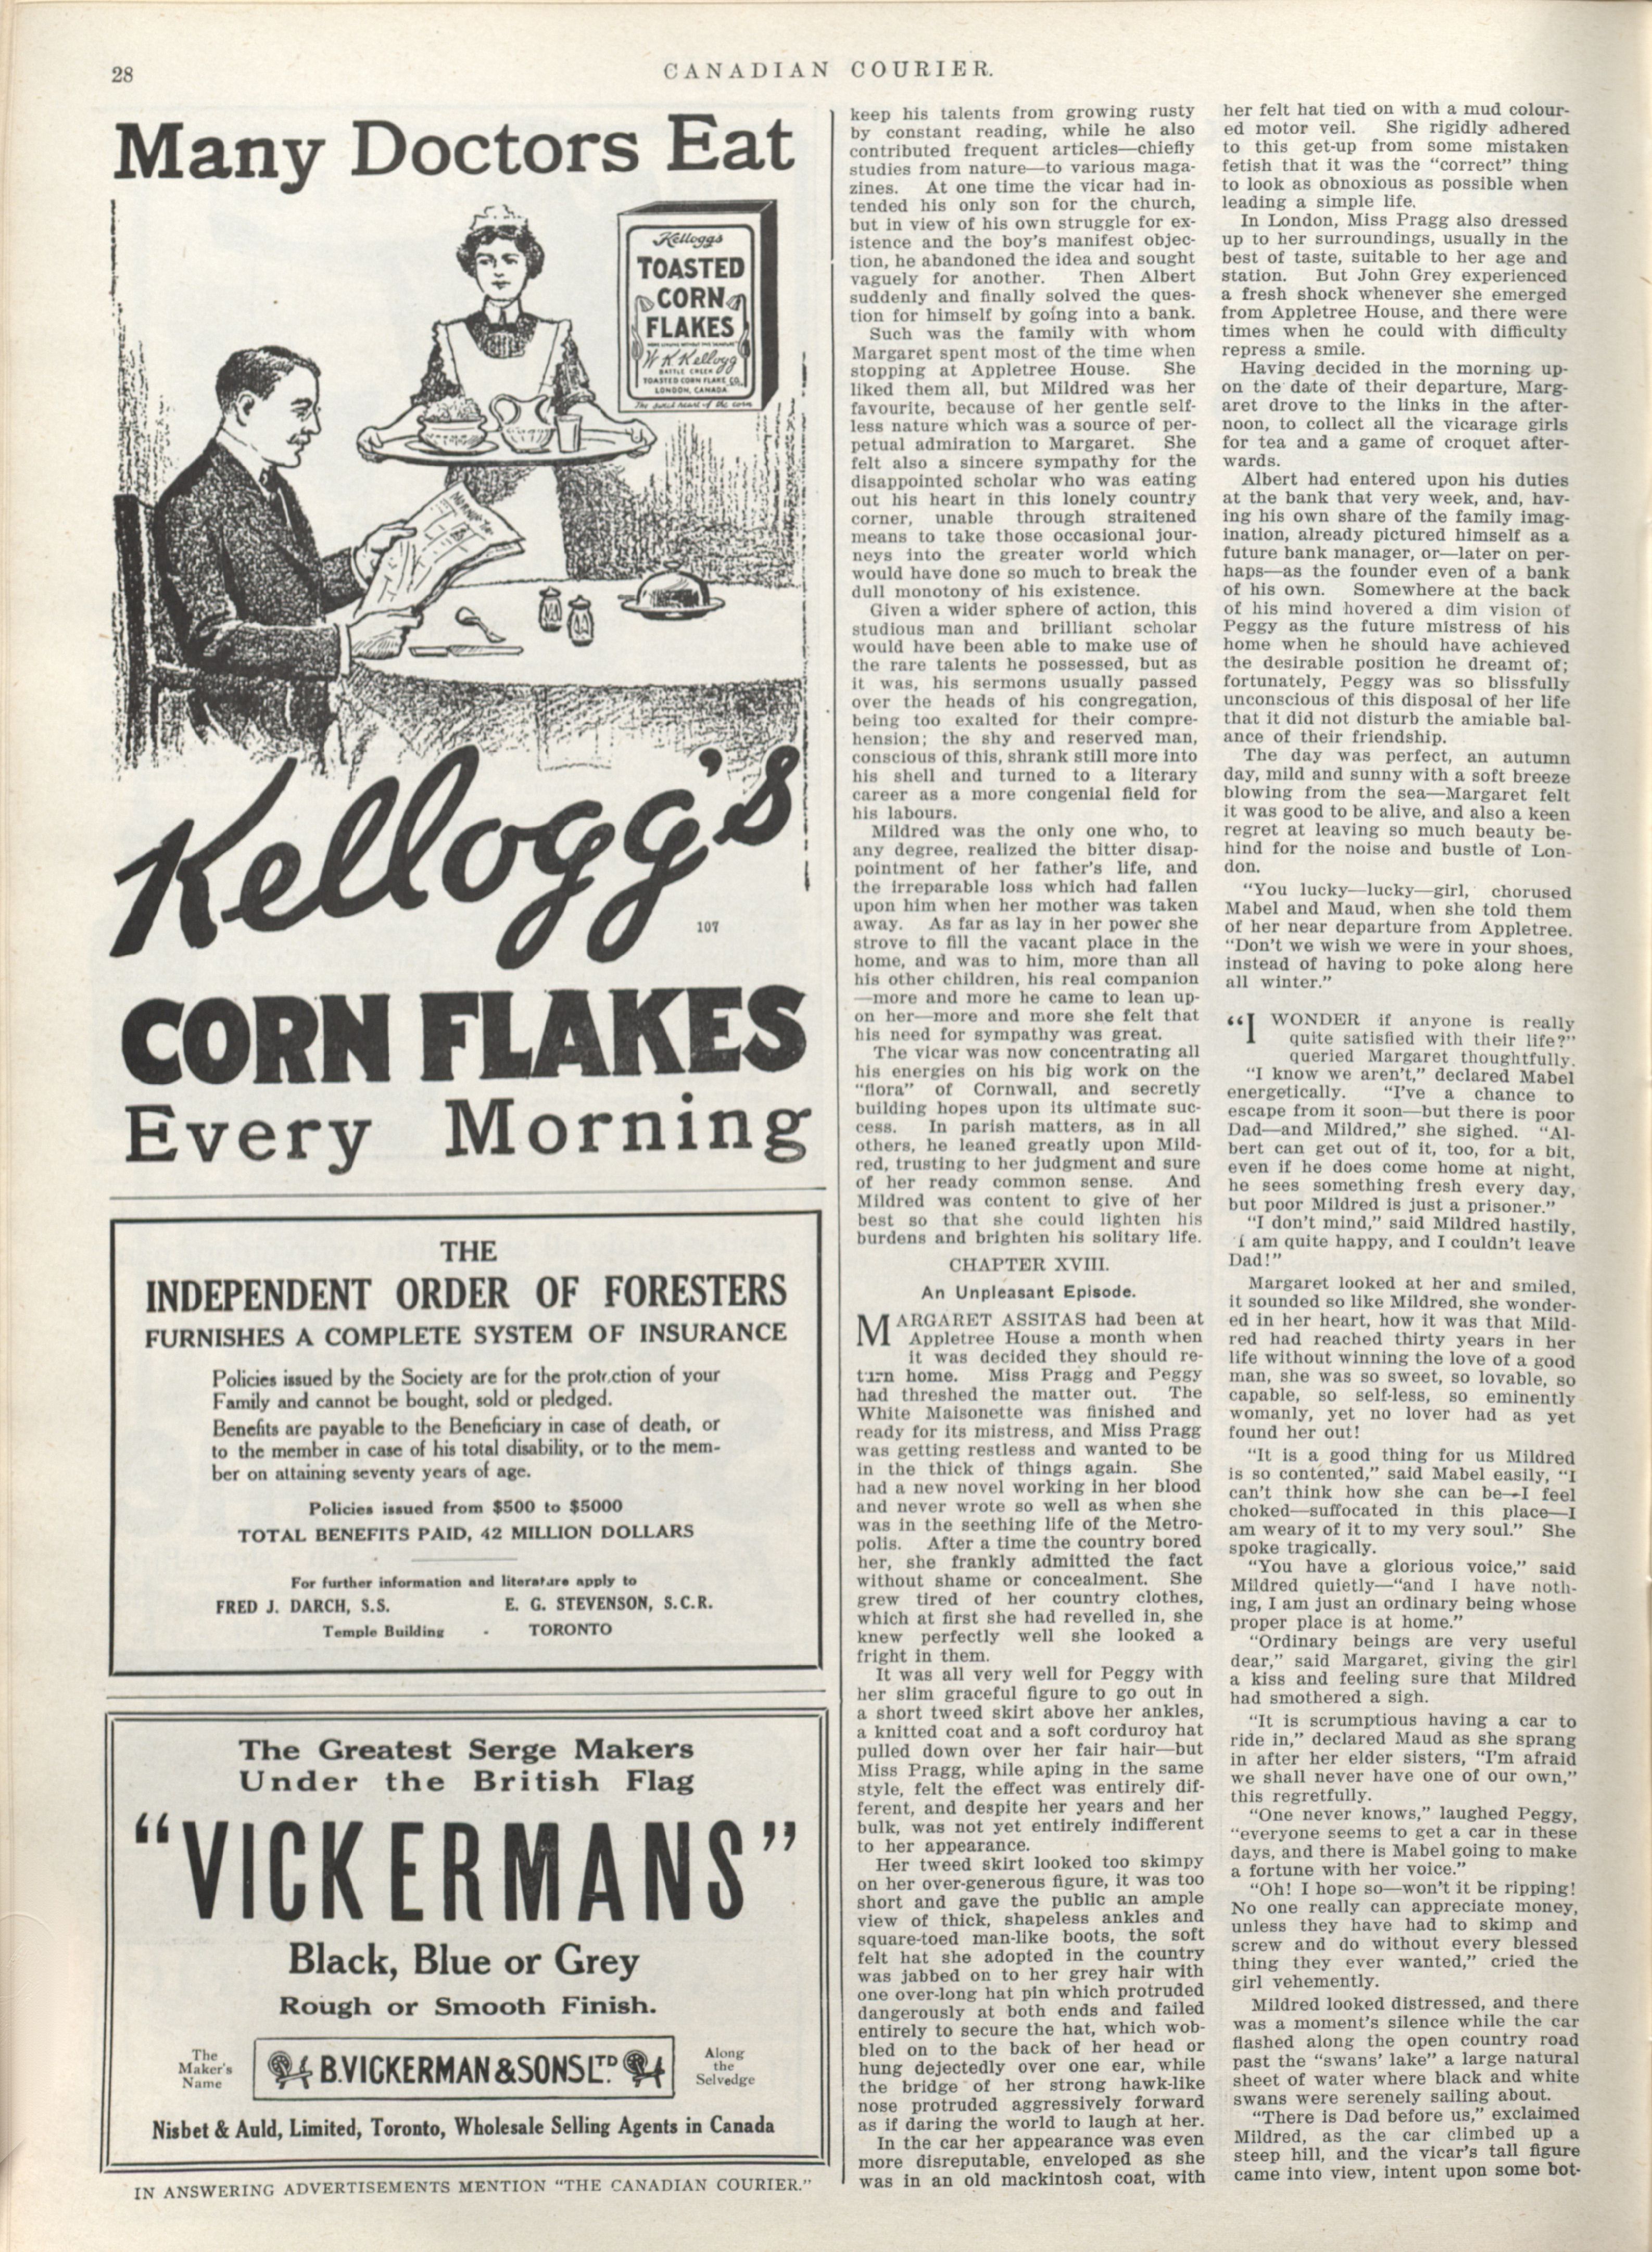 28
CANADIAN COURIER.
Many Doctors Eat
Kelloggs
TOASTED
CORN
FLAKES
W. K. Kellogg
BATTLE CREEK
TOASTED CORN FLAKE CO.
LONDON, CANADA
The sweet heart of the corn
Kellogg's
107
CORN FLAKES
Every Morning
THE
INDEPENDENT ORDER OF FORESTERS
FURNISHES A COMPLETE SYSTEM OF INSURANCE
Policies issued by the Society are for the protection of your
Family and cannot be bought, sold or pledged.
Benefits are payable to the Beneficiary in case of death, or
to the member in case of his total disability, or to the mem-
ber on attaining seventy years of age.
Policies issued from $500 to $5000
TOTAL BENEFITS PAID, 42 MILLION DOLLARS
For further information and literature apply to
FRED J. DARCH, S.S. E. G. STEVENSON, S.C.R.
Temple Building - TORONTO
The Greatest Serge Makers
Under the British Flag
“VICKERMANS”
Black, Blue or Grey
Rough or Smooth Finish.
The
Maker's
Name
B. VICKERMAN & SONS LTD.
Along
the
Selvedge
Nisbet & Auld, Limited, Toronto, Wholesale Selling Agents in Canada
IN ANSWERING ADVERTISEMENTS MENTION “THE CANADIAN COURIER.”
keep his talents from growing rusty
by constant reading, while he also
contributed frequent articles—chiefly
studies from nature—to various maga-
zines. At one time the vicar had in-
tended his only son for the church,
but in view of his own struggle for ex-
istence and the boy's manifest objec-
tion, he abandoned the idea and sought
vaguely for another. Then Albert
suddenly and finally solved the ques-
tion for himself by going into a bank.
Such was the family with whom
Margaret spent most of the time when
stopping at Appletree House. She
liked them all, but Mildred was her
favourite, because of her gentle self-
less nature which was a source of per-
petual admiration to Margaret. She
felt also a sincere sympathy for the
disappointed scholar who was eating
out his heart in this lonely country
corner, unable through straitened
means to take those occasional jour-
neys into the greater world which
would have done so much to break the
dull monotony of his existence.
Given a wider sphere of action, this
studious man and brilliant scholar
would have been able to make use of
the rare talents he possessed, but as
it was, his sermons usually passed
over the heads of his congregation,
being too exalted for their compre-
hension; the shy and reserved man,
conscious of this, shrank still more into
his shell and turned to a literary
career as a more congenial field for
his labours.
Mildred was the only one who, to
any degree, realized the bitter disap-
pointment of her father's life, and
the irreparable loss which had fallen
upon him when her mother was taken
away. As far as lay in her power she
strove to fill the vacant place in the
home, and was to him, more than all
his other children, his real companion
—more and more he came to lean up-
on her—more and more she felt that
his need for sympathy was great.
The vicar was now concentrating all
his energies on his big work on the
“flora” of Cornwall, and secretly
building hopes upon its ultimate suc-
cess. In parish matters, as in all
others, he leaned greatly upon Mild-
red, trusting to her judgment and sure
of her ready common sense. And
Mildred was content to give of her
best so that she could lighten his
burdens and brighten his solitary life.
CHAPTER XVIII.
An Unpleasant Episode.
MARGARET ASSITAS had been at
Appletree House a month when
it was decided they should re-
turn home. Miss Pragg and Peggy
had threshed the matter out. The
White Maisonette was finished and
ready for its mistress, and Miss Pragg
was getting restless and wanted to be
in the thick of things again. She
had a new novel working in her blood
and never wrote so well as when she
was in the seething life of the Metro-
polis. After a time the country bored
her, she frankly admitted the fact
without shame or concealment. She
grew tired of her country clothes,
which at first she had revelled in, she
knew perfectly well she looked a
fright in them.
It was all very well for Peggy with
her slim graceful figure to go out in
a short tweed skirt above her ankles,
a knitted coat and a soft corduroy hat
pulled down over her fair hair—but
Miss Pragg, while aping in the same
style, felt the effect was entirely dif-
ferent, and despite her years and her
bulk, was not yet entirely indifferent
to her appearance.
Her tweed skirt looked too skimpy
on her over-generous figure, it was too
short and gave the public an ample
view of thick, shapeless ankles and
square-toed man-like boots, the soft
felt hat she adopted in the country
was jabbed on to her grey hair with
one over-long hat pin which protruded
dangerously at both ends and failed
entirely to secure the hat, which wob-
bled on to the back of her head or
hung dejectedly over one ear, while
the bridge of her strong hawk-like
nose protruded aggressively forward
as if daring the world to laugh at her.
In the car her appearance was even
more disreputable, enveloped as she
was in an old mackintosh coat, with
her felt hat tied on with a mud colour-
ed motor veil. She rigidly adhered
to this get-up from some mistaken
fetish that it was the “correct” thing
to look as obnoxious as possible when
leading a simple life.
In London, Miss Pragg also dressed
up to her surroundings, usually in the
best of taste, suitable to her age and
station. But John Grey experienced
a fresh shock whenever she emerged
from Appletree House, and there were
times when he could with difficulty
repress a smile.
Having decided in the morning up-
on the date of their departure, Marg-
aret drove to the links in the after-
noon, to collect all the vicarage girls
for tea and a game of croquet after-
wards.
Albert had entered upon his duties
at the bank that very week, and, hav-
ing his own share of the family imag-
ination, already pictured himself as a
future bank manager, or—later on per-
haps—as the founder even of a bank
of his own. Somewhere at the back
of his mind hovered a dim vision of
Peggy as the future mistress of his
home when he should have achieved
the desirable position he dreamt of;
fortunately, Peggy was so blissfully
unconscious of this disposal of her life
that it did not disturb the amiable bal-
ance of their friendship.
The day was perfect, an autumn
day, mild and sunny with a soft breeze
blowing from the sea—Margaret felt
it was good to be alive, and also a keen
regret at leaving so much beauty be-
hind for the noise and bustle of Lon-
don.
“You lucky—lucky—girl, chorused
Mabel and Maud, when she told them
of her near departure from Appletree.
“Don't we wish we were in your shoes,
instead of having to poke along here
all winter.”
“I WONDER if anyone is really
quite satisfied with their life?”
queried Margaret thoughtfully.
“I know we aren't,” declared Mabel
energetically. “I've a chance to
escape from it soon—but there is poor
Dad—and Mildred,” she sighed. “Al-
bert can get out of it, too, for a bit,
even if he does come home at night,
he sees something fresh every day,
but poor Mildred is just a prisoner.”
“I don't mind,” said Mildred hastily,
I am quite happy, and I couldn't leave
Dad!”
Margaret looked at her and smiled,
it sounded so like Mildred, she wonder-
ed in her heart, how it was that Mild-
red had reached thirty years in her
life without winning the love of a good
man, she was so sweet, so lovable, so
capable, so self-less, so eminently
womanly, yet no lover had as yet
found her out!
“It is a good thing for us Mildred
is so contented,” said Mabel easily, “I
can't think how she can be—I feel
choked—suffocated in this place—I
am weary of it to my very soul.” She
spoke tragically.
“You have a glorious voice,” said
Mildred quietly—“and I have noth-
ing, I am just an ordinary being whose
proper place is at home.”
“Ordinary beings are very useful
dear,” said Margaret, giving the girl
a kiss and feeling sure that Mildred
had smothered a sigh.
“It is scrumptious having a car to
ride in,” declared Maud as she sprang
in after her elder sisters, “I'm afraid
we shall never have one of our own,”
this regretfully.
“One never knows,” laughed Peggy,
“everyone seems to get a car in these
days, and there is Mabel going to make
a fortune with her voice.”
“Oh! I hope so—won't it be ripping!
No one really can appreciate money,
unless they have had to skimp and
screw and do without every blessed
thing they ever wanted,” cried the
girl vehemently.
Mildred looked distressed, and there
was a moment's silence while the car
flashed along the open country road
past the “swans' lake” a large natural
sheet of water where black and white
swans were serenely sailing about.
“There is Dad before us,” exclaimed
Mildred, as the car climbed up a
steep hill, and the vicar's tall figure
came into view, intent upon some bot-